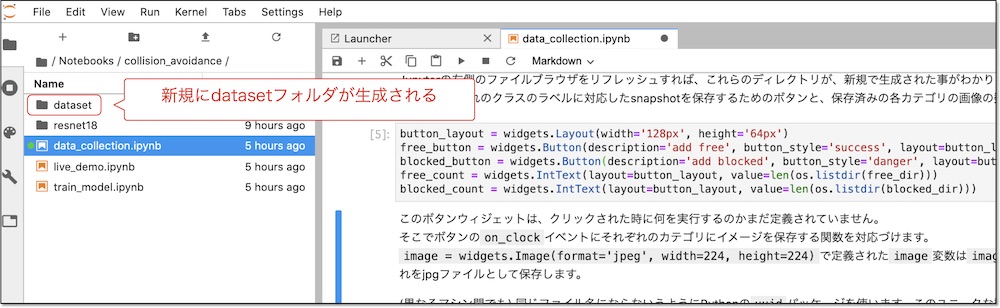 File Edit View Run Kernel Tabs Settings Help
Launcher
data_collection.ipynb
Markdown
/ Notebooks / collision_avoidance /
Name
dataset
新規にdatasetフォルダが生成される
resnet18 9 hours ago
data_collection.ipynb 5 hours ago
live_demo.ipynb 5 hours ago
train_model.ipynb 5 hours ago
の左側のファイルブラウザをリフレッシュすれば、これらのディレクトリが、新規で生成された事がわかり
のクラスのラベルに対応したsnapshotを保存するためのボタンと、保存済みの各カテゴリの画像の
[5]:
button_layout = widgets.Layout(width='128px', height='64px')
free_button = widgets.Button(description='add free', button_style='success', layout=button_l
blocked_button = widgets.Button(description='add blocked', button_style='danger', layout=but
free_count = widgets.IntText(layout=button_layout, value=len(os.listdir(free_dir)))
blocked_count = widgets.IntText(layout=button_layout, value=len(os.listdir(blocked_dir)))
このボタンウィジェットは、クリックされた時に何を実行するのかまだ定義されていません。
そこでボタンの on_clock イベントにそれぞれのカテゴリにイメージを保存する関数を対応づけます。
image = widgets.Image(format='jpeg', width=224, height=224) で定義された image 変数は imag
れをjpgファイルとして保存します。